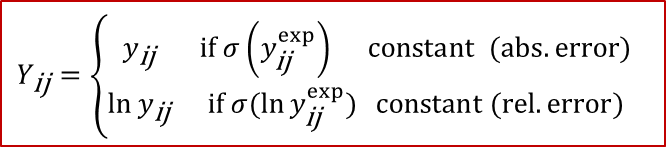 Y_ij = { y_ij if σ(y_ij^exp) constant (abs. error)
ln y_ij if σ(ln y_ij^exp) constant (rel. error)